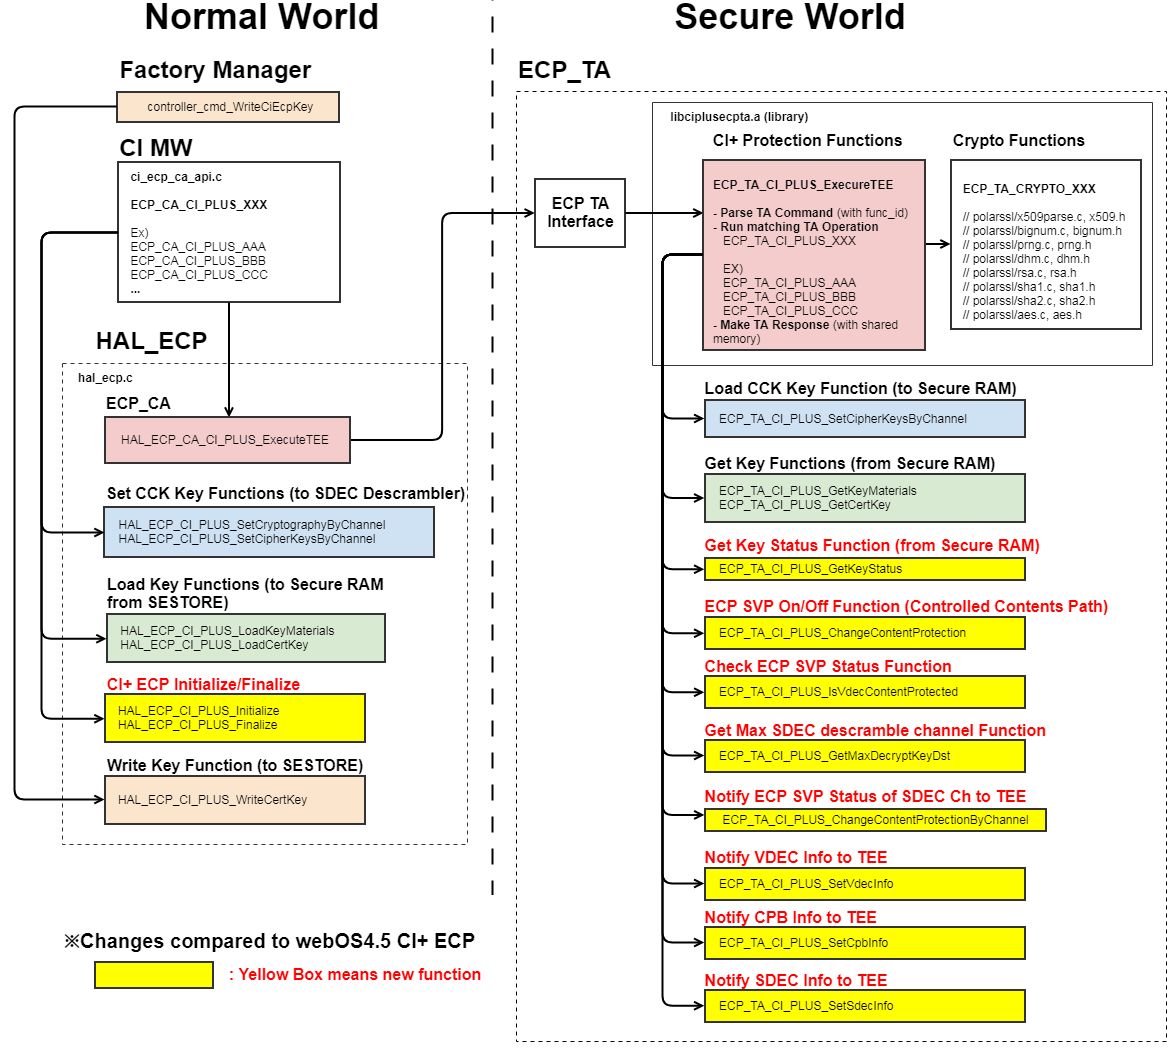 Normal World
Factory Manager
controller_cmd_WriteCiEcpKey
CI MW
ci_ecp_ca_api.c
ECP_CA_CI_PLUS_XXX
Ex)
ECP_CA_CI_PLUS_AAA
ECP_CA_CI_PLUS_BBB
ECP_CA_CI_PLUS_CCC
...
HAL_ECP
hal_ecp.c
ECP_CA
HAL_ECP_CA_CI_PLUS_ExecuteTEE
Set CCK Key Functions (to SDEC Descrambler)
HAL_ECP_CI_PLUS_SetCryptographyByChannel
HAL_ECP_CI_PLUS_SetCipherKeysByChannel
Load Key Functions (to Secure RAM
from SESTORE)
HAL_ECP_CI_PLUS_LoadKeyMaterials
HAL_ECP_CI_PLUS_LoadCertKey
CI+ ECP Initialize/Finalize
HAL_ECP_CI_PLUS_Initialize
HAL_ECP_CI_PLUS_Finalize
Write Key Function (to SESTORE)
HAL_ECP_CI_PLUS_WriteCertKey
※Changes compared to webOS4.5 CI+ ECP
: Yellow Box means new function
Secure World
ECP_TA
ECP TA
Interface
libciplusecpta.a (library)
CI+ Protection Functions
ECP_TA_CI_PLUS_ExecureTEE
- Parse TA Command (with func_id)
- Run matching TA Operation
ECP_TA_CI_PLUS_XXX
EX)
ECP_TA_CI_PLUS_AAA
ECP_TA_CI_PLUS_BBB
ECP_TA_CI_PLUS_CCC
- Make TA Response (with shared
memory)
Crypto Functions
ECP_TA_CRYPTO_XXX
// polarssl/x509parse.c, x509.h
// polarssl/bignum.c, bignum.h
// polarssl/prng.c, prng.h
// polarssl/dhm.c, dhm.h
// polarssl/rsa.c, rsa.h
// polarssl/sha1.c, sha1.h
// polarssl/sha2.c, sha2.h
// polarssl/aes.c, aes.h
Load CCK Key Function (to Secure RAM)
ECP_TA_CI_PLUS_SetCipherKeysByChannel
Get Key Functions (from Secure RAM)
ECP_TA_CI_PLUS_GetKeyMaterials
ECP_TA_CI_PLUS_GetCertKey
Get Key Status Function (from Secure RAM)
ECP_TA_CI_PLUS_GetKeyStatus
ECP SVP On/Off Function (Controlled Contents Path)
ECP_TA_CI_PLUS_ChangeContentProtection
Check ECP SVP Status Function
ECP_TA_CI_PLUS_IsVdecContentProtected
Get Max SDEC descramble channel Function
ECP_TA_CI_PLUS_GetMaxDecryptKeyDst
Notify ECP SVP Status of SDEC Ch to TEE
ECP_TA_CI_PLUS_ChangeContentProtectionByChannel
Notify VDEC Info to TEE
ECP_TA_CI_PLUS_SetVdecInfo
Notify CPB Info to TEE
ECP_TA_CI_PLUS_SetCpbInfo
Notify SDEC Info to TEE
ECP_TA_CI_PLUS_SetSdecInfo